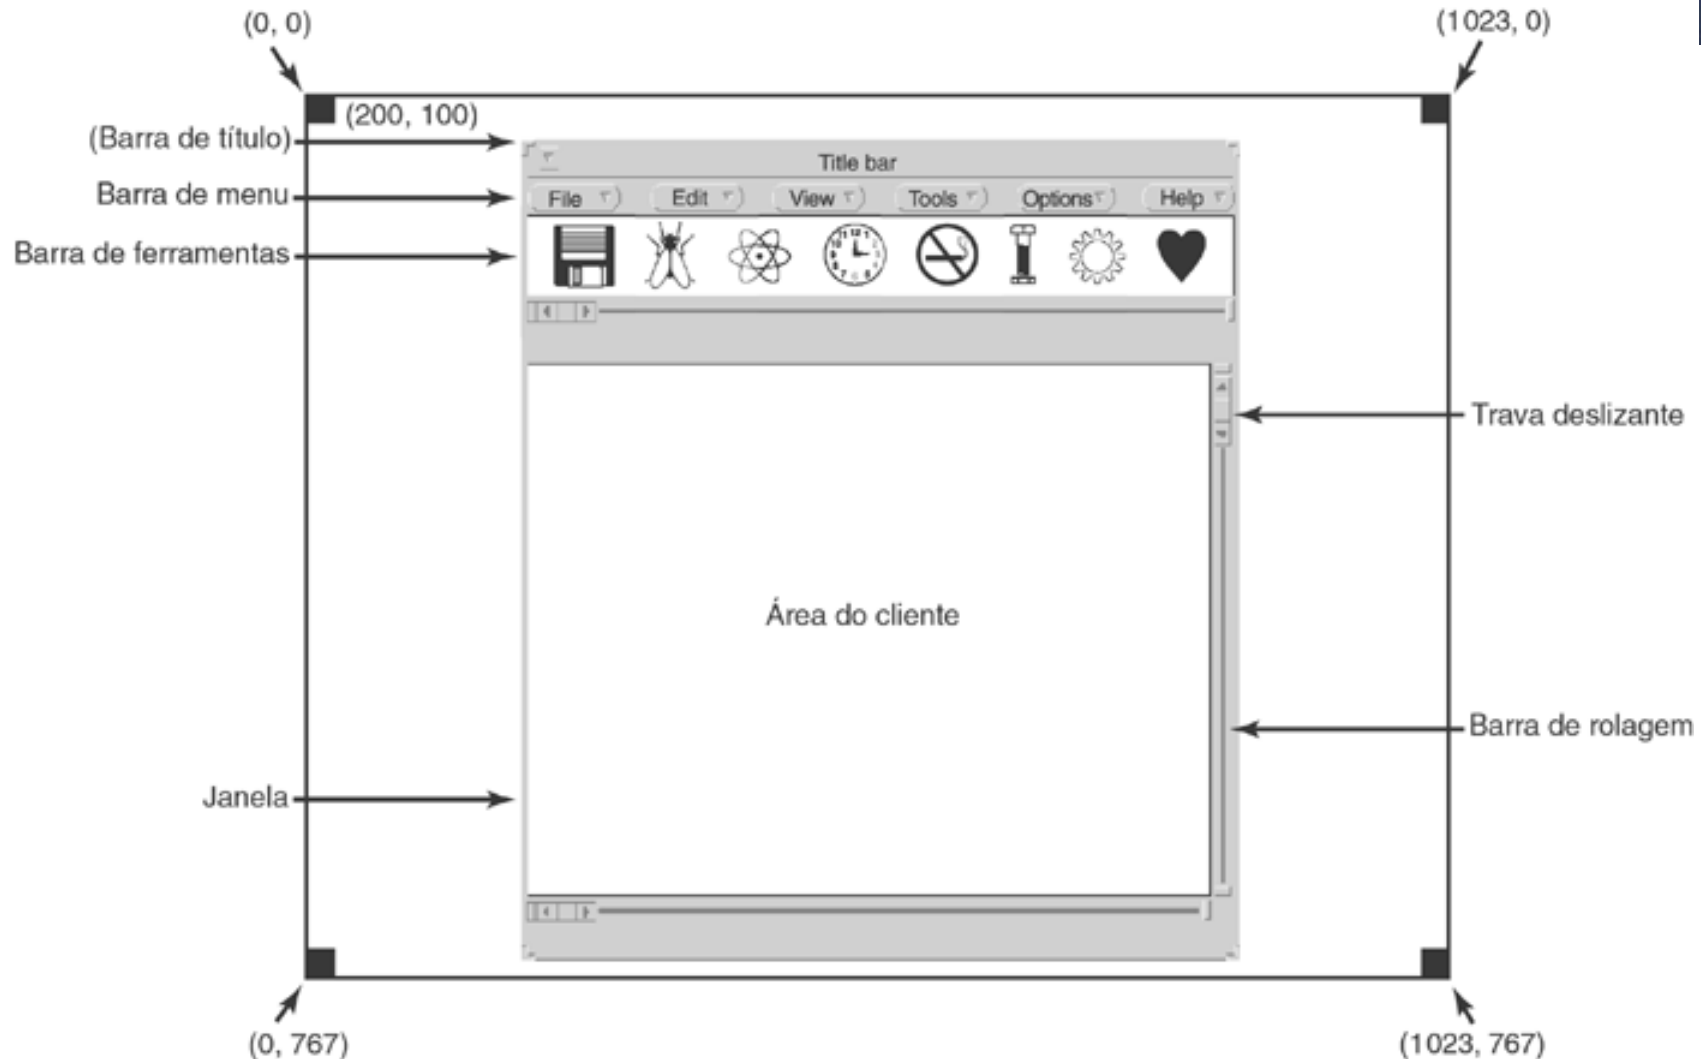 (0, 0)
(1023, 0)
(200, 100)
(Barra de título)
Title bar
Barra de menu
File Edit View Tools Options Help
Barra de ferramentas
Trava deslizante
Área do cliente
Barra de rolagem
Janela
(0, 767)
(1023, 767)